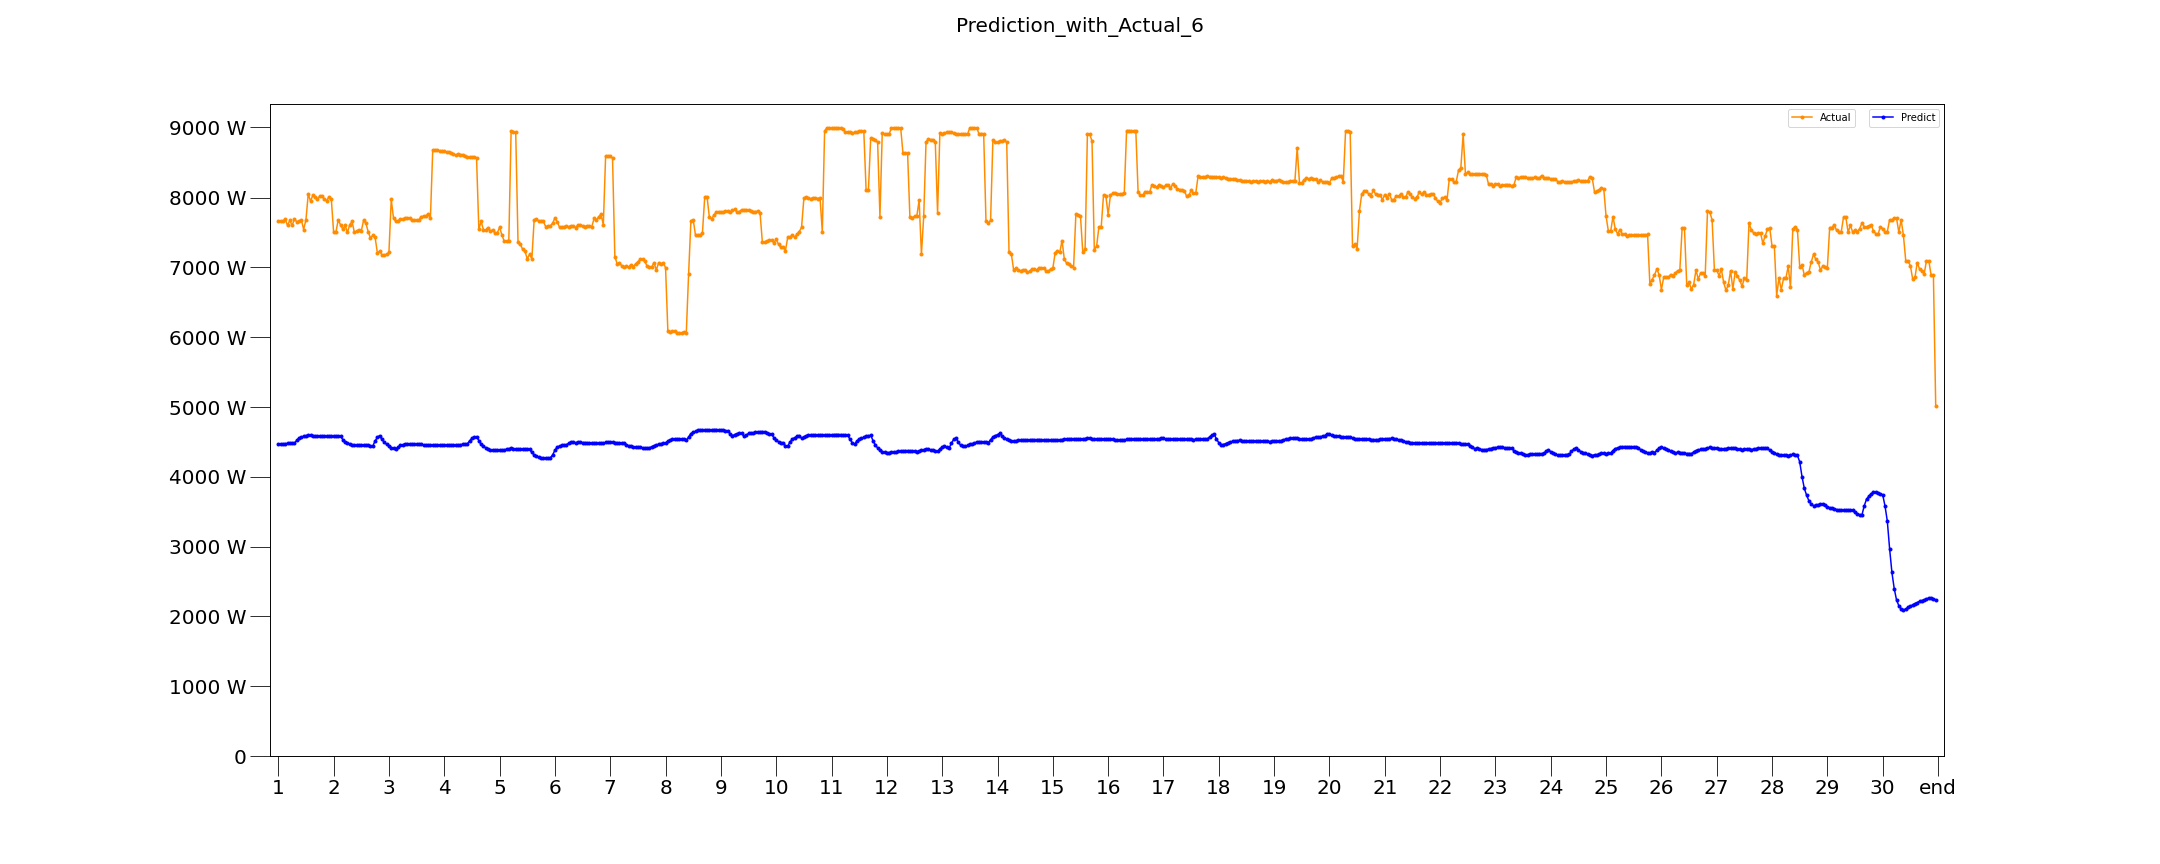 Prediction_with_Actual_6
Actual Predict
9000 W
8000 W
7000 W
6000 W
5000 W
4000 W
3000 W
2000 W
1000 W
0
1 2 3 4 5 6 7 8 9 10 11 12 13 14 15 16 17 18 19 20 21 22 23 24 25 26 27 28 29 30 end